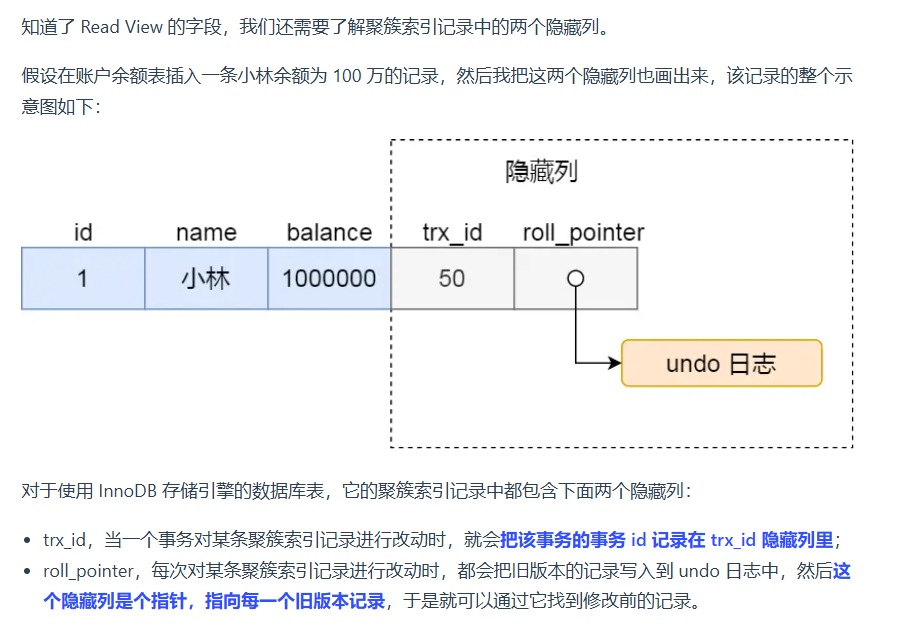 知道了 Read View 的字段，我们还需要了解聚簇索引记录中的两个隐藏列。
假设在账户余额表插入一条小林余额为 100 万的记录，然后我把这两个隐藏列也画出来，该记录的整个示
意图如下：
隐藏列
id name balance trx_id roll_pointer
1 小林 1000000 50
undo 日志
对于使用 InnoDB 存储引擎的数据库表，它的聚簇索引记录中都包含下面两个隐藏列：
• trx_id，当一个事务对某条聚簇索引记录进行改动时，就会把该事务的事务 id 记录在 trx_id 隐藏列里；
• roll_pointer，每次对某条聚簇索引记录进行改动时，都会把旧版本的记录写入到 undo 日志中，然后这
个隐藏列是个指针，指向每一个旧版本记录，于是就可以通过它找到修改前的记录。